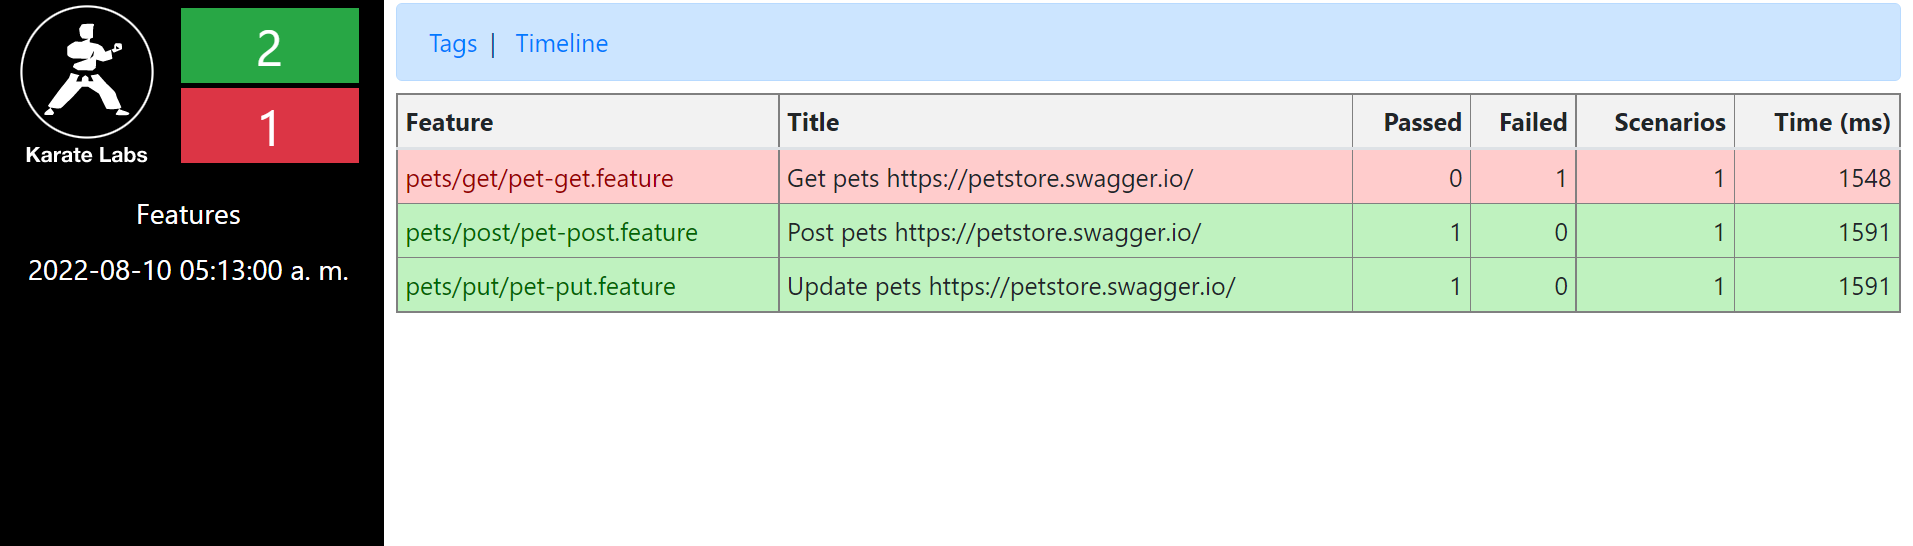 Karate Labs
2
1
Features
2022-08-10 05:13:00 a. m.
Tags | Timeline
Feature Title Passed Failed Scenarios Time (ms)
pets/get/pet-get.feature Get pets https://petstore.swagger.io/ 0 1 1 1548
pets/post/pet-post.feature Post pets https://petstore.swagger.io/ 1 0 1 1591
pets/put/pet-put.feature Update pets https://petstore.swagger.io/ 1 0 1 1591